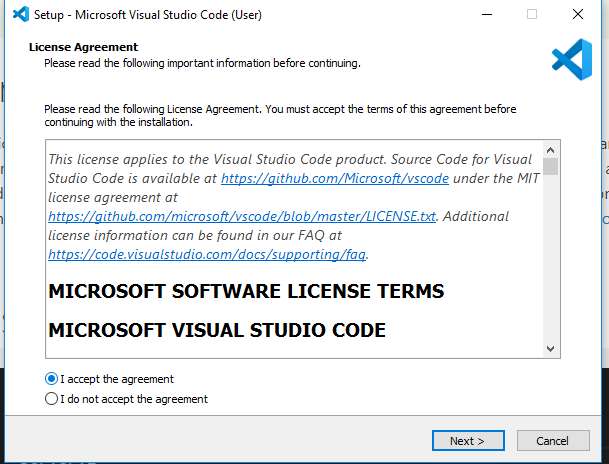 Setup - Microsoft Visual Studio Code (User)
License Agreement
Please read the following important information before continuing.
Please read the following License Agreement. You must accept the terms of this agreement before
continuing with the installation.
This license applies to the Visual Studio Code product. Source Code for Visual
Studio Code is available at https://github.com/Microsoft/vscode under the MIT
license agreement at
https://github.com/microsoft/vscode/blob/master/LICENSE.txt. Additional
license information can be found in our FAQ at
https://code.visualstudio.com/docs/supporting/faq.
MICROSOFT SOFTWARE LICENSE TERMS
MICROSOFT VISUAL STUDIO CODE
I accept the agreement
I do not accept the agreement
Next >
Cancel